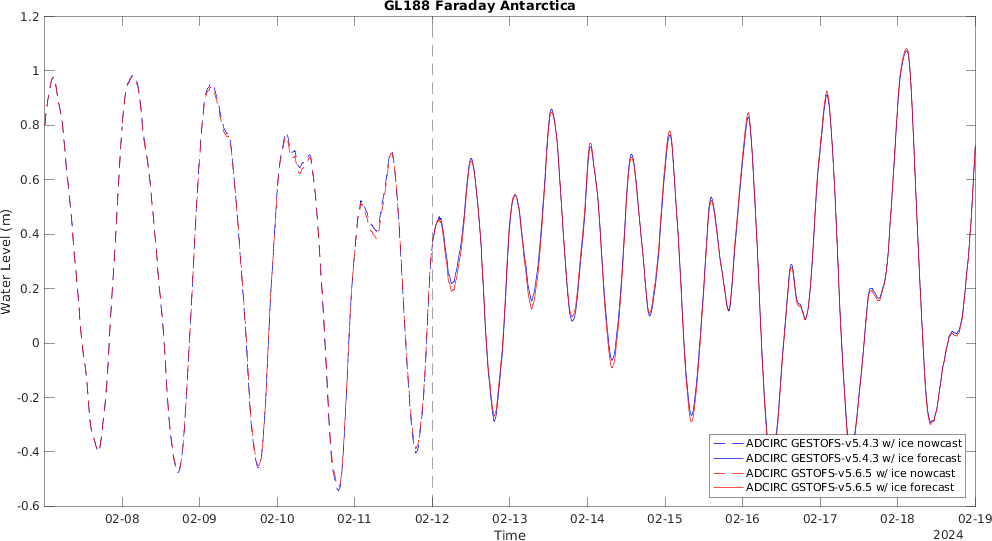 GL188 Faraday Antarctica
1.2
1
0.8
0.6
0.4
0.2
0
-0.2
-0.4
-0.6
Water Level (m)
ADCIRC GESTOFS-v5.4.3 w/ ice nowcast
ADCIRC GESTOFS-v5.4.3 w/ ice forecast
ADCIRC GSTOFS-v5.6.5 w/ ice nowcast
ADCIRC GSTOFS-v5.6.5 w/ ice forecast
02-08 02-09 02-10 02-11 02-12 02-13 02-14 02-15 02-16 02-17 02-18 02-19
Time
2024